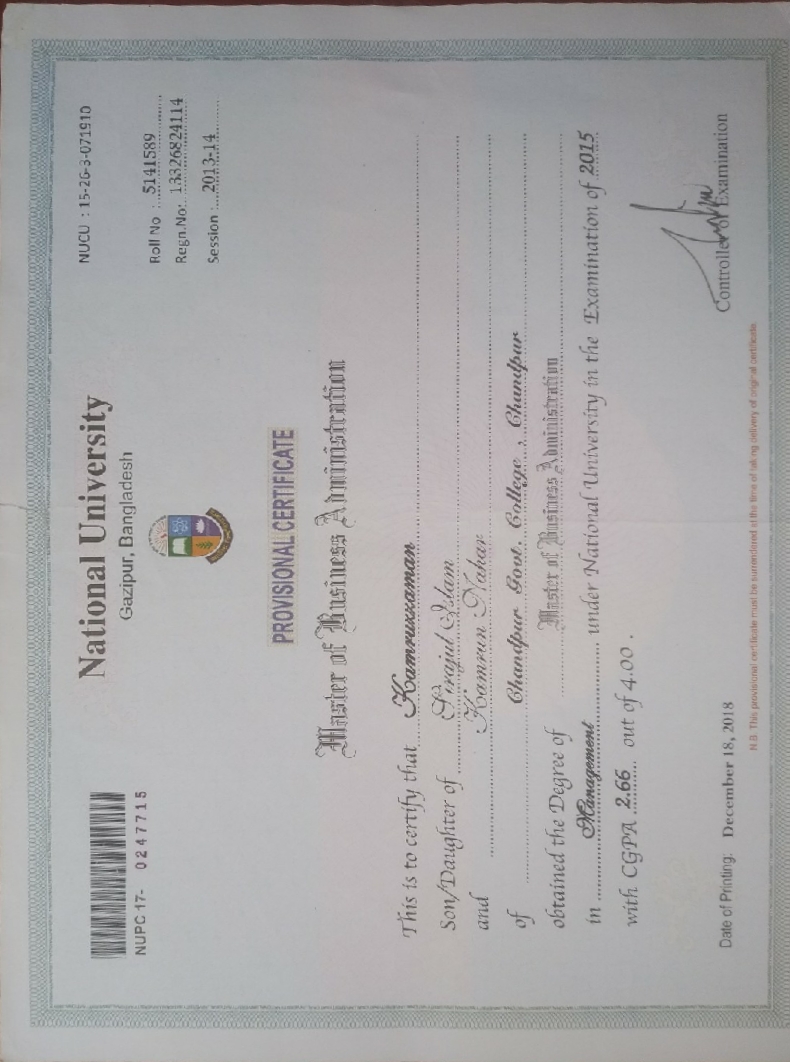 National University
Gazipur, Bangladesh
NUPC 17- 0247715
NUCU : 15-26-3-071910
Roll No : 5141589
Regn.No: 13326824114
Session : 2013-14
PROVISIONAL CERTIFICATE
Master of Business Administration
This is to certify that Kamruzzaman
Son/Daughter of Sirajul Islam
and Kamrun Nahar
of Chandpur Govt. College , Chandpur
obtained the Degree of Master of Business Administration
in Management under National University in the Examination of 2015
with CGPA 2.66 out of 4.00 .
Date of Printing: December 18, 2018
Controller of Examination
N.B. This provisional certificate must be surrendered at the time of taking delivery of original certificate.